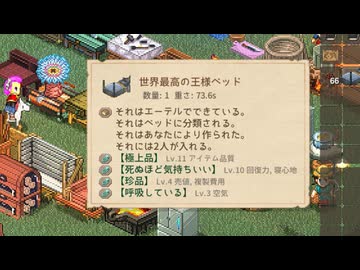 世界最高の王様ベッド
数量: 1 重さ: 73.6s
それはエーテルでできている。
それはベッドに分類される。
それはあなたにより作られた。
それには2人が入れる。
【極上品】 Lv.11 アイテム品質
【死ぬほど気持ちいい】 Lv.10 回復力, 寝心地
【珍品】 Lv.4 売値, 複製費用
【呼吸している】 Lv.3 空気
66